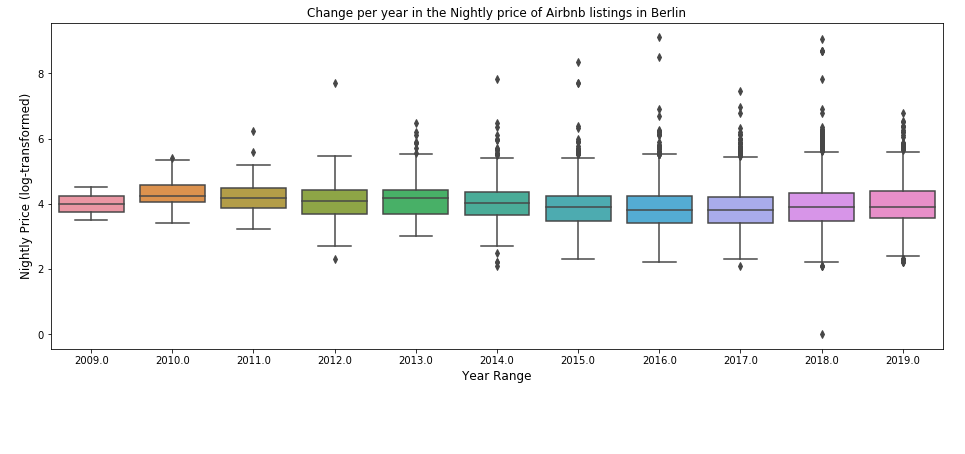 Change per year in the Nightly price of Airbnb listings in Berlin
Nightly Price (log-transformed)
8
6
4
2
0
2009.0 2010.0 2011.0 2012.0 2013.0 2014.0 2015.0 2016.0 2017.0 2018.0 2019.0
Year Range